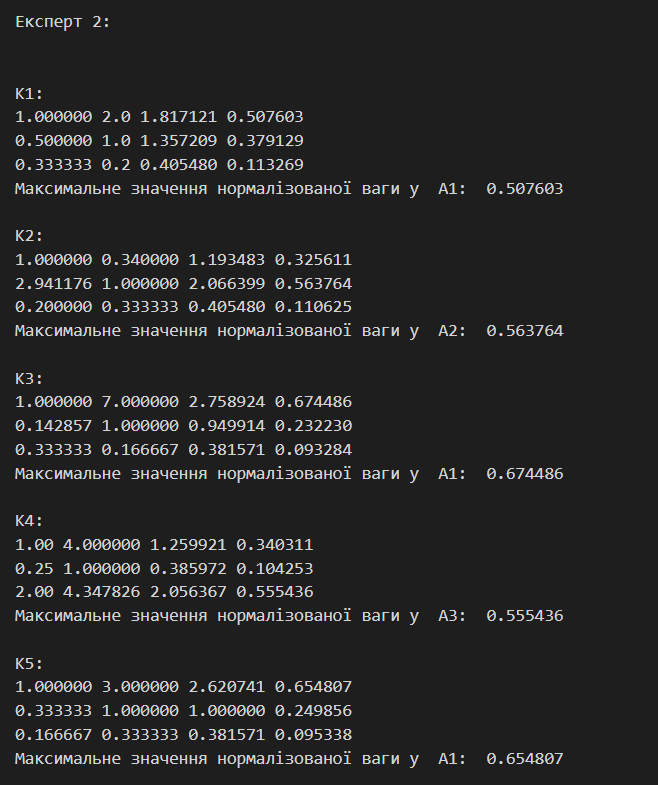 Експерт 2:
K1:
1.000000 2.0 1.817121 0.507603
0.500000 1.0 1.357209 0.379129
0.333333 0.2 0.405480 0.113269
Максимальне значення нормалізованої ваги у  A1:  0.507603
K2:
1.000000 0.340000 1.193483 0.325611
2.941176 1.000000 2.066399 0.563764
0.200000 0.333333 0.405480 0.110625
Максимальне значення нормалізованої ваги у  A2:  0.563764
K3:
1.000000 7.000000 2.758924 0.674486
0.142857 1.000000 0.949914 0.232230
0.333333 0.166667 0.381571 0.093284
Максимальне значення нормалізованої ваги у  A1:  0.674486
K4:
1.00 4.000000 1.259921 0.340311
0.25 1.000000 0.385972 0.104253
2.00 4.347826 2.056367 0.555436
Максимальне значення нормалізованої ваги у  A3:  0.555436
K5:
1.000000 3.000000 2.620741 0.654807
0.333333 1.000000 1.000000 0.249856
0.166667 0.333333 0.381571 0.095338
Максимальне значення нормалізованої ваги у  A1:  0.654807